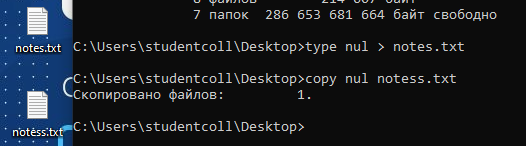 7 папок  286 653 681 664 байт свободно
C:\Users\studentcoll\Desktop>type nul > notes.txt
C:\Users\studentcoll\Desktop>copy nul notess.txt
Скопировано файлов:         1.
C:\Users\studentcoll\Desktop>
notes.txt
notess.txt